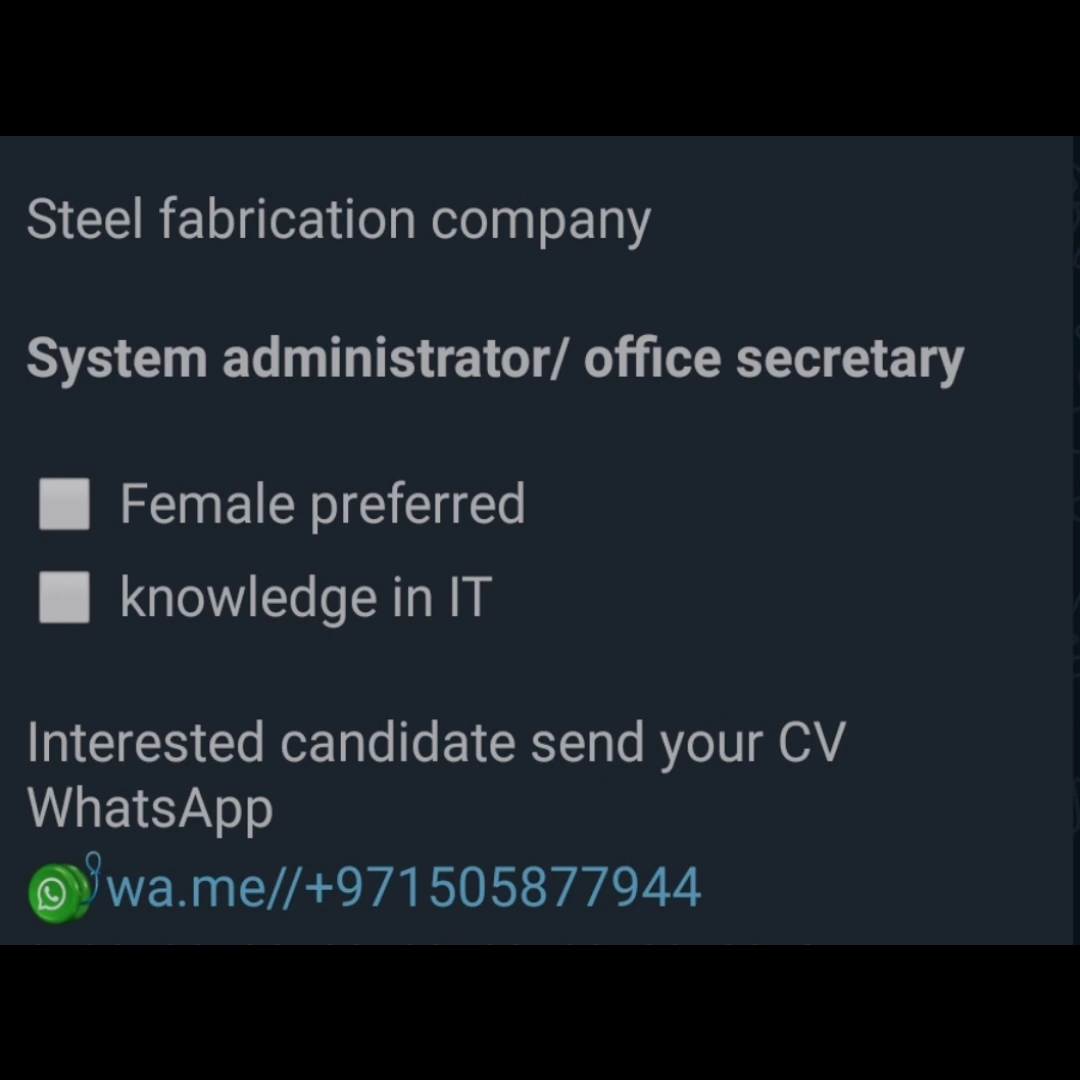 Steel fabrication company
System administrator/ office secretary
Female preferred
knowledge in IT
Interested candidate send your CV
WhatsApp
wa.me//+971505877944